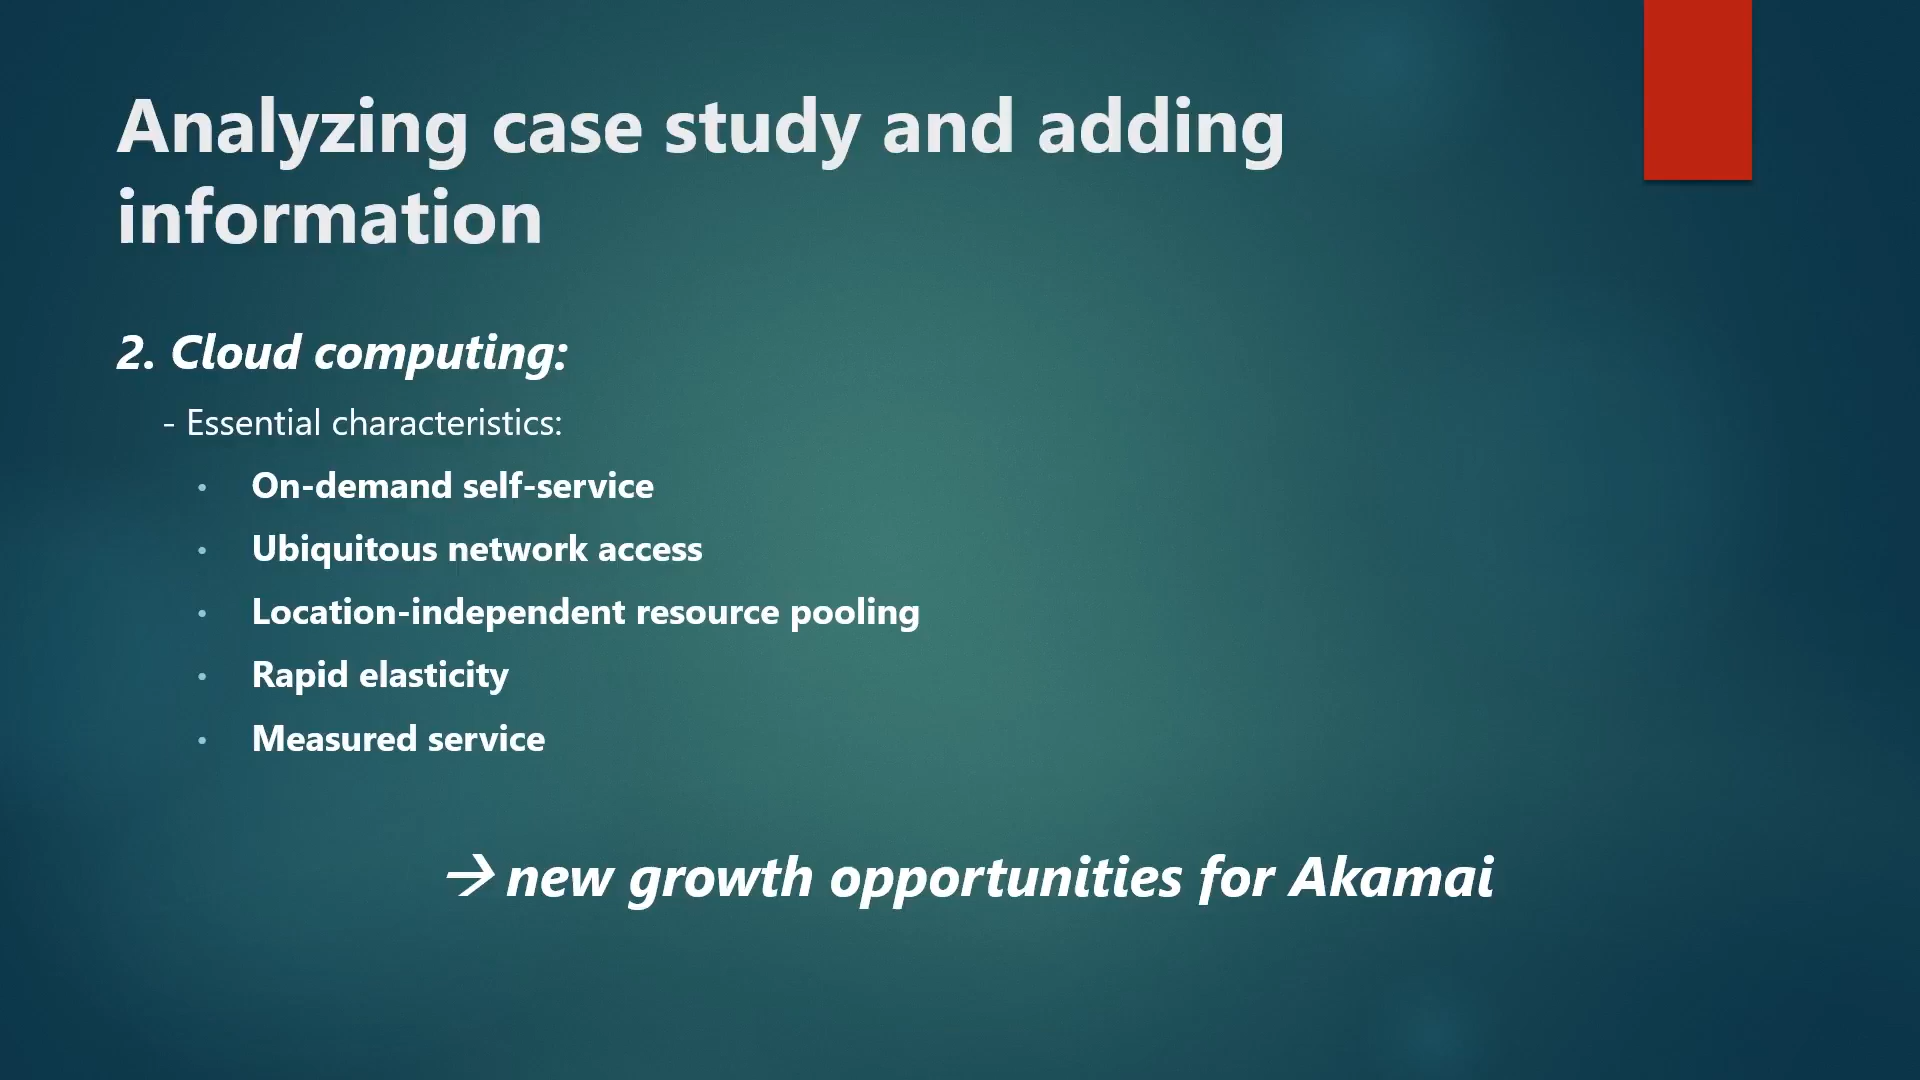 Analyzing case study and adding
information
2. Cloud computing:
- Essential characteristics:
• On-demand self-service
• Ubiquitous network access
• Location-independent resource pooling
• Rapid elasticity
• Measured service
→ new growth opportunities for Akamai